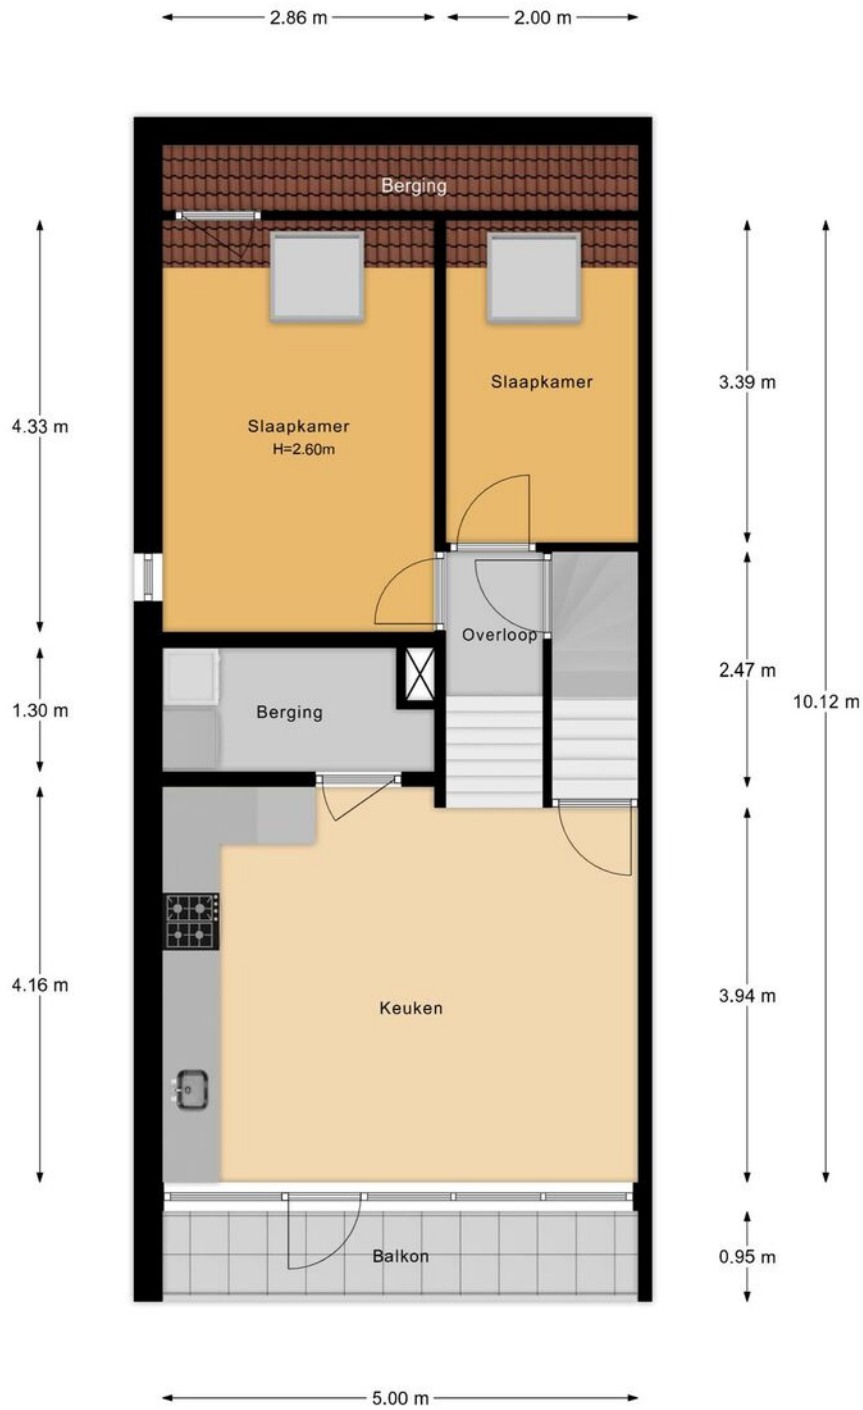 2.86 m
2.00 m
Berging
Slaapkamer
3.39 m
4.33 m
Slaapkamer
H=2.60m
Overloop
2.47 m
10.12 m
1.30 m
Berging
4.16 m
3.94 m
Keuken
Balkon
0.95 m
5.00 m